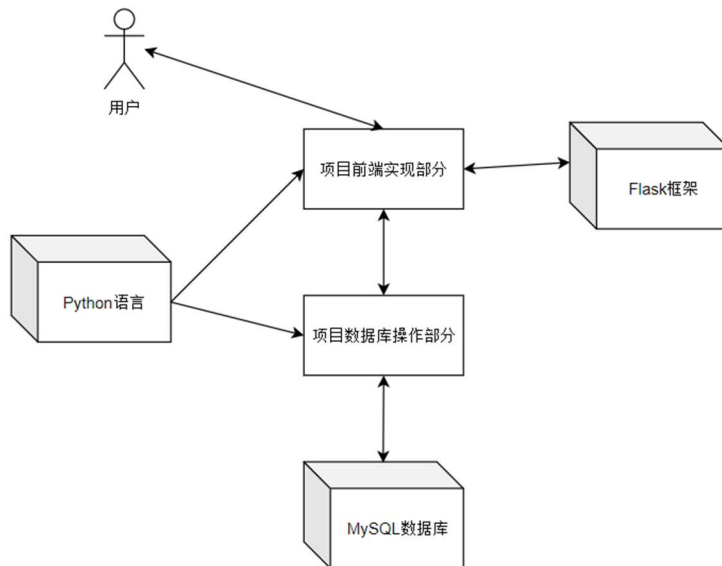 用户
项目前端实现部分
Flask框架
Python语言
项目数据库操作部分
MySQL数据库